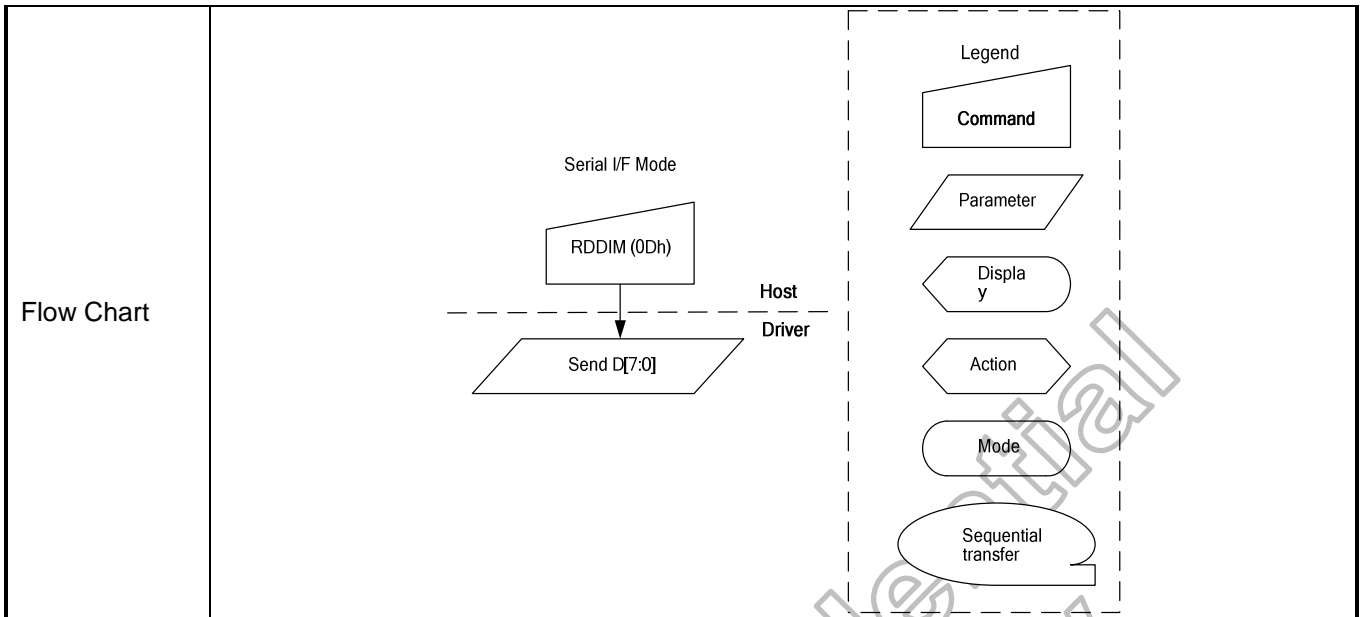 Flow Chart
Serial I/F Mode
RDDIM (0Dh)
Host
Driver
Send D[7:0]
Legend
Command
Parameter
Displa
y
Action
Mode
Sequential
transfer